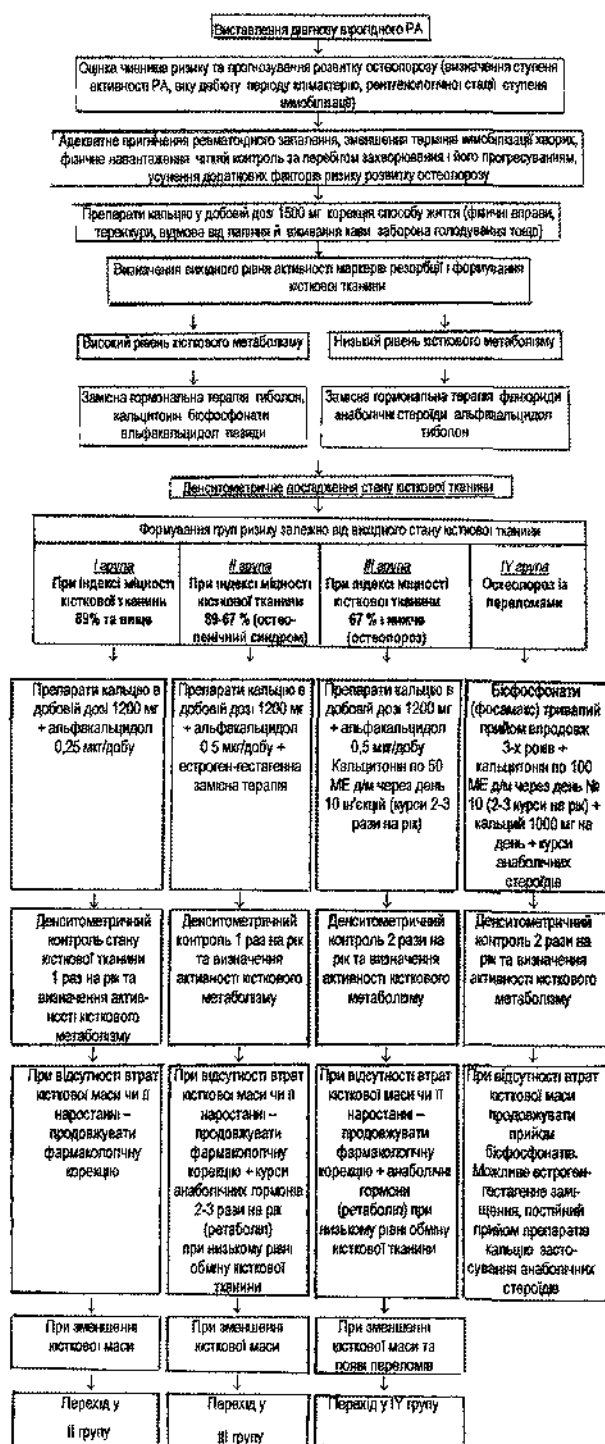 Виставлення діагнозу вірогідного РА
Оцінка чинників ризику та прогнозування розвитку остеопорозу (визначення ступеня
активності РА, віку дебюту періоду клімактерію, рентгенологічної стадії ступеня
іммобілізації)
Адекватне пригнічення ревматоїдного запалення, зменшення термінів іммобілізації хворих,
фізичне навантаження чіткий контроль за перебігом захворювання і його прогресуванням,
усунення додаткових факторів ризику розвитку остеопорозу
Препарати кальцію у добовій дозі 1500 мг корекція способу життя (фізичні вправи,
теренкури, відмова від паління й вживання кави заборона голодування тощо)
Визначення вихідного рівня активності маркерів резорбції і формування
кісткової тканини
Високий рівень кісткового метаболізму
Низький рівень кісткового метаболізму
Замісна гормональна терапія тиболон,
кальцитонін біофосфонати
альфакальцидол тіазиди
Замісна гормональна терапія флюориди
анаболічні стероїди альфакальцидол
тиболон
Денситометричне дослідження стану кісткової тканини
Формування груп ризику залежно від вихідного стану кісткової тканини
І група
При індексі міцності
кісткової тканини
89% та вище
ІІ група
При індексі міцності
кісткової тканини
89-67 % (остео-
пенічний синдром)
ІІІ група
При індексі міцності
кісткової тканини
67 % і нижче
(остеопороз)
IY група
Остеопороз із
переломами
Препарати кальцію в
добовій дозі 1200 мг
+ альфакальцидол
0,25 мкг/добу
Препарати кальцію в
добовій дозі 1200 мг
+ альфакальцидол
0 5 мкг/добу +
естроген-гестагенна
замісна терапія
Препарати кальцію в
добовій дозі 1200 мг
+ альфакальцидол
0,5 мкг/добу
Кальцитонін по 50
МЕ д/м через день
10 ін'єкцій (курси 2-3
рази на рік)
Біофосфонати
(фосамакс) тривалий
прийом впродовж
3-х років +
кальцитонін по 100
МЕ д/м через день №
10 (2-3 курси на рік) +
кальцій 1000 мг на
день + курси
анаболічних
стероїдів
Денситометричний
контроль стану
кісткової тканини
1 раз на рік та
визначення актив-
ності кісткового
метаболізму
Денситометричний
контроль 1 раз на рік
та визначення
активності кісткового
метаболізму
Денситометричний
контроль 2 рази на
рік та визначення
активності кісткового
метаболізму
Денситометричний
контроль 2 рази на
рік та визначення
активності кісткового
метаболізму
При відсутності втрат
кісткової маси чи її
наростанні –
продовжувати
фармакологічну
корекцію
При відсутності втрат
кісткової маси чи її
наростанні –
продовжувати
фармакологічну
корекцію + курси
анаболічних гормонів
2-3 рази на рік
(ретаболіл)
при низькому рівні
обміну кісткової
тканини
При відсутності втрат
кісткової маси чи її
наростанні –
продовжувати
фармакологічну
корекцію + анаболічні
гормони
(ретаболіл) при
низькому рівні обміну
кісткової тканини
При відсутності втрат
кісткової маси
продовжувати
прийом
біофосфонатів.
Можливе естроген-
гестагенне замі-
щення, постійний
прийом препаратів
кальцію засто-
сування анаболічних
стероїдів
При зменшенні
кісткової маси
При зменшенні
кісткової маси
При зменшенні
кісткової маси та
появі переломів
Перехід у
ІІ групу
Перехід у
ІІІ групу
Перехід у IY групу